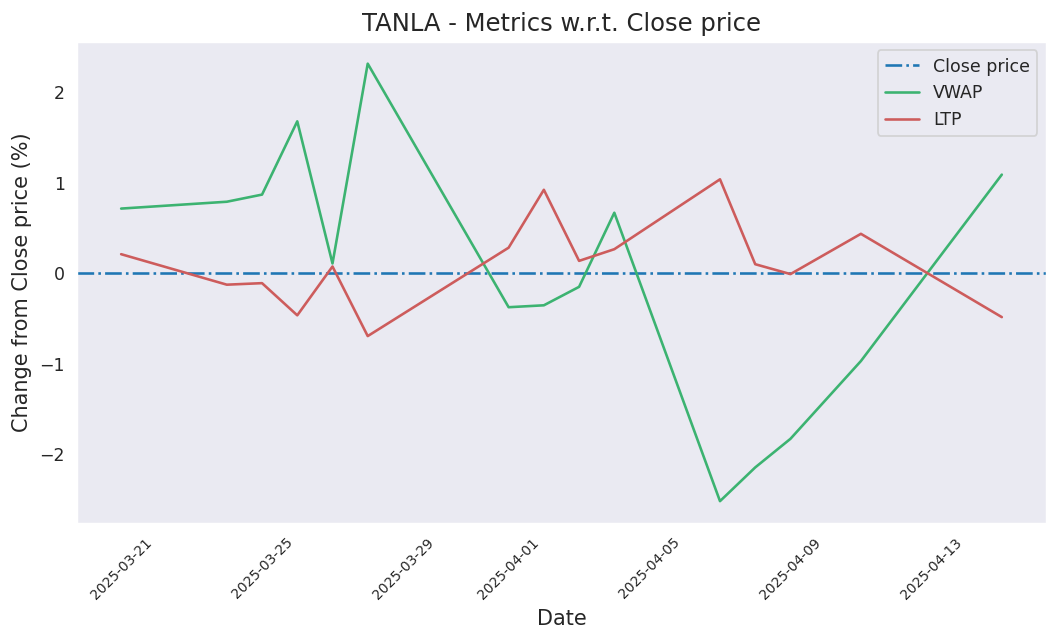 TANLA - Metrics w.r.t. Close price
Close price
VWAP
LTP
Change from Close price (%)
2
1
0
−1
−2
2025-03-21
2025-03-25
2025-03-29
2025-04-01
2025-04-05
2025-04-09
2025-04-13
Date